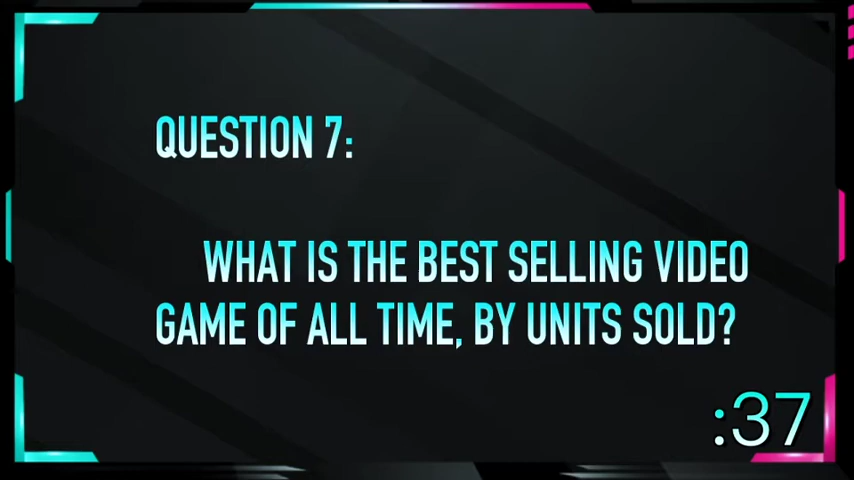 QUESTION 7:
WHAT IS THE BEST SELLING VIDEO
GAME OF ALL TIME, BY UNITS SOLD?
:37